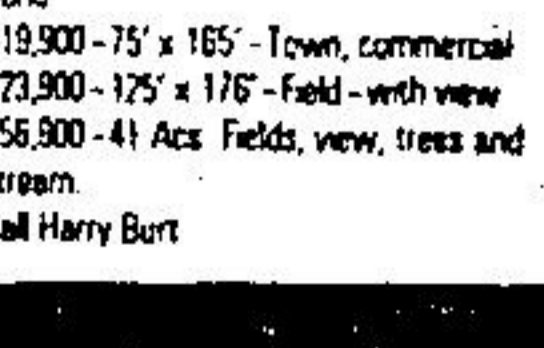 19,900 - 75' x 165' - Town, commercial
73,900 - 125' x 176' - Field - with view
56,900 - 4½ Acs Fields, view, trees and
tream.
all Harry Burt